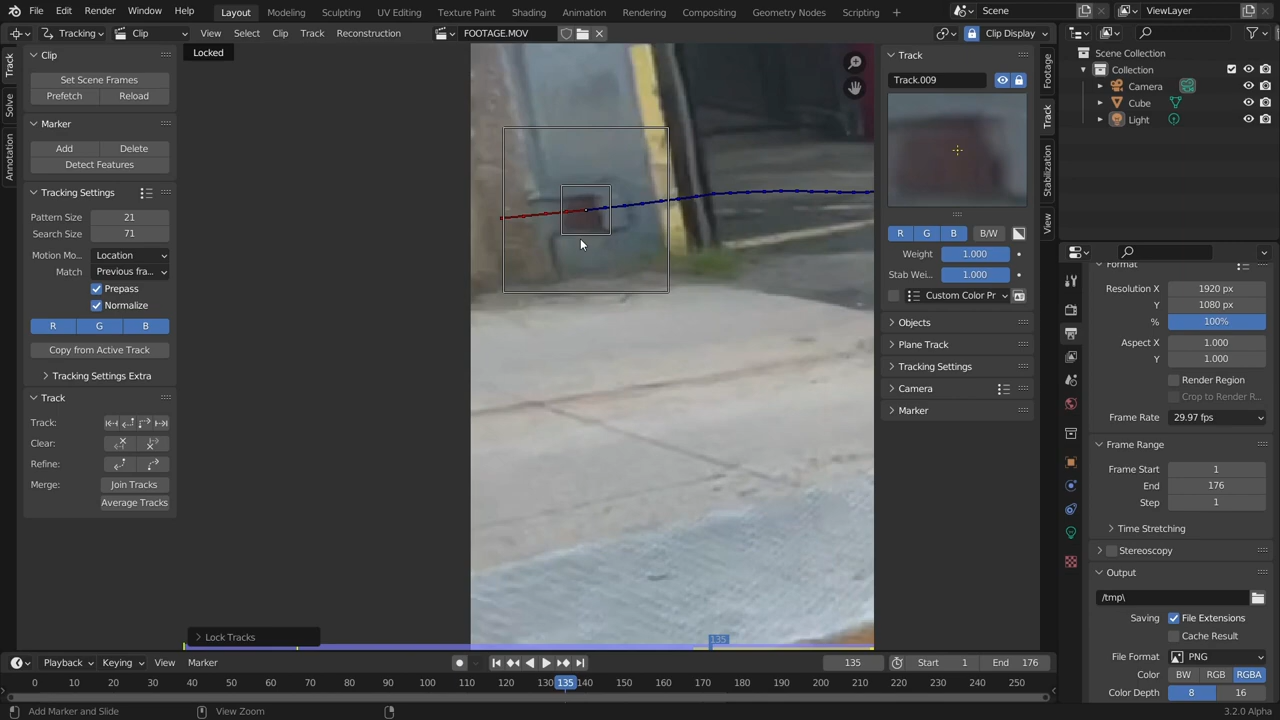 File Edit Render Window Help Layout Modeling Sculpting UV Editing Texture Paint Shading Animation Rendering Compositing Geometry Nodes Scripting Scene ViewLayer
Tracking Clip View Select Clip Track Reconstruction FOOTAGE.MOV Clip Display
Locked
Track
Solve
Annotation
Clip
Set Scene Frames
Prefetch Reload
Marker
Add Delete
Detect Features
Tracking Settings
Pattern Size 21
Search Size 71
Motion Mo... Location
Match Previous fra...
Prepass
Normalize
R G B
Copy from Active Track
Tracking Settings Extra
Track
Track:
Clear:
Refine:
Merge: Join Tracks
Average Tracks
Lock Tracks
135
Track
Track.009
R G B B/W
Weight 1.000
Stab Wei... 1.000
Custom Color Pr
Objects
Plane Track
Tracking Settings
Camera
Marker
Footage
Track
Stabilization
View
Scene Collection
Collection
Camera
Cube
Light
Format
Resolution X 1920 px
Y 1080 px
% 100%
Aspect X 1.000
Y 1.000
Render Region
Crop to Render R...
Frame Rate 29.97 fps
Frame Range
Frame Start 1
End 176
Step 1
Time Stretching
Stereoscopy
Output
/tmp\
Saving File Extensions
Cache Result
File Format PNG
Color BW RGB RGBA
Color Depth 8 16
Playback Keying View Marker 135 Start 1 End 176
0 10 20 30 40 50 60 70 80 90 100 110 120 130 135 140 150 160 170 180 190 200 210 220 230 240 250
Add Marker and Slide View Zoom 3.2.0 Alpha